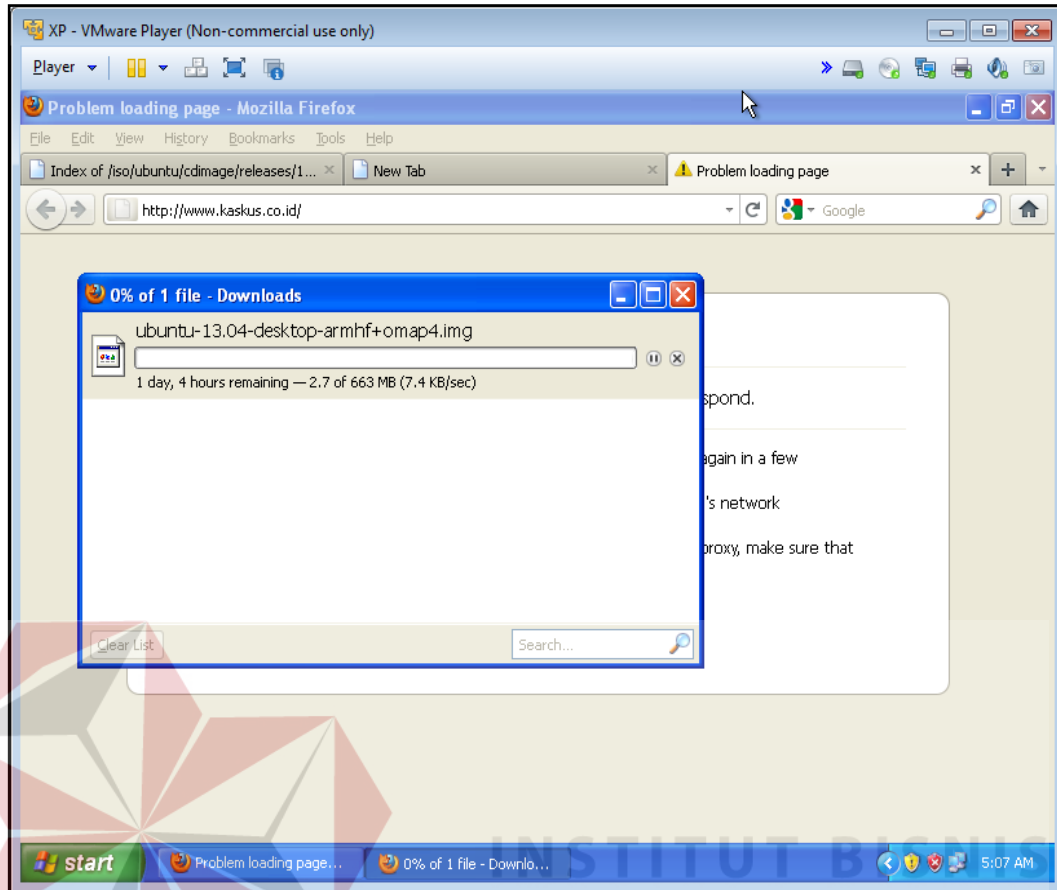 XP - VMware Player (Non-commercial use only)
Player
Problem loading page - Mozilla Firefox
File Edit View History Bookmarks Tools Help
Index of /iso/ubuntu/cdimage/releases/1...
New Tab
Problem loading page
http://www.kaskus.co.id/
Google
0% of 1 file - Downloads
ubuntu-13.04-desktop-armhf+omap4.img
1 day, 4 hours remaining — 2.7 of 663 MB (7.4 KB/sec)
spond.
again in a few
's network
proxy, make sure that
Clear List
Search...
INSTITUT BISNIS
start
Problem loading page...
0% of 1 file - Downlo...
5:07 AM